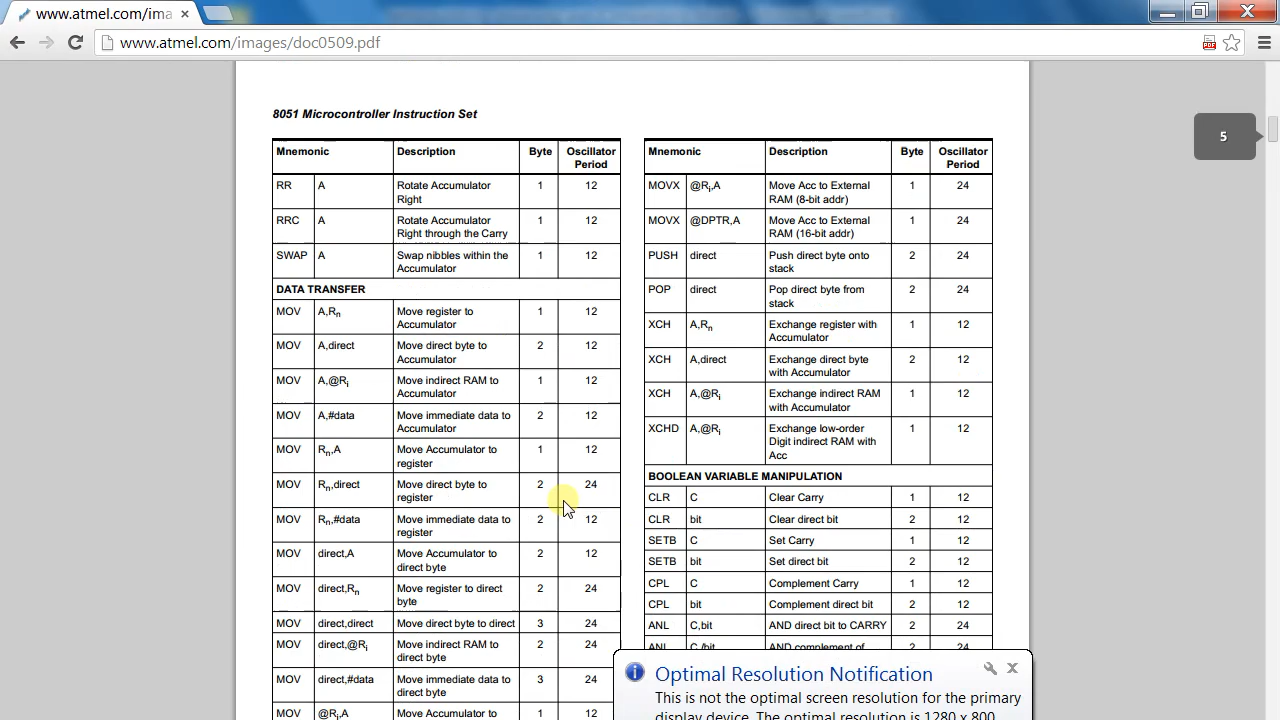 www.atmel.com/ima
www.atmel.com/images/doc0509.pdf
5
8051 Microcontroller Instruction Set
Mnemonic Description Byte Oscillator
Period
RR A Rotate Accumulator 1 12
Right
RRC A Rotate Accumulator 1 12
Right through the Carry
SWAP A Swap nibbles within the 1 12
Accumulator
DATA TRANSFER
MOV A,Rn Move register to 1 12
Accumulator
MOV A,direct Move direct byte to 2 12
Accumulator
MOV A,@Ri Move indirect RAM to 1 12
Accumulator
MOV A,#data Move immediate data to 2 12
Accumulator
MOV Rn,A Move Accumulator to 1 12
register
MOV Rn,direct Move direct byte to 2 24
register
MOV Rn,#data Move immediate data to 2 12
register
MOV direct,A Move Accumulator to 2 12
direct byte
MOV direct,Rn Move register to direct 2 24
byte
MOV direct,direct Move direct byte to direct 3 24
MOV direct,@Ri Move indirect RAM to 2 24
direct byte
MOV direct,#data Move immediate data to 3 24
direct byte
MOV @Ri,A Move Accumulator to 1 12
Mnemonic Description Byte Oscillator
Period
MOVX @Ri,A Move Acc to External 1 24
RAM (8-bit addr)
MOVX @DPTR,A Move Acc to External 1 24
RAM (16-bit addr)
PUSH direct Push direct byte onto 2 24
stack
POP direct Pop direct byte from 2 24
stack
XCH A,Rn Exchange register with 1 12
Accumulator
XCH A,direct Exchange direct byte 2 12
with Accumulator
XCH A,@Ri Exchange indirect RAM 1 12
with Accumulator
XCHD A,@Ri Exchange low-order 1 12
Digit indirect RAM with
Acc
BOOLEAN VARIABLE MANIPULATION
CLR C Clear Carry 1 12
CLR bit Clear direct bit 2 12
SETB C Set Carry 1 12
SETB bit Set direct bit 2 12
CPL C Complement Carry 1 12
CPL bit Complement direct bit 2 12
ANL C,bit AND direct bit to CARRY 2 24
ANL C,/bit AND complement of
Optimal Resolution Notification
This is not the optimal screen resolution for the primary
display device. The optimal resolution is 1280 x 800